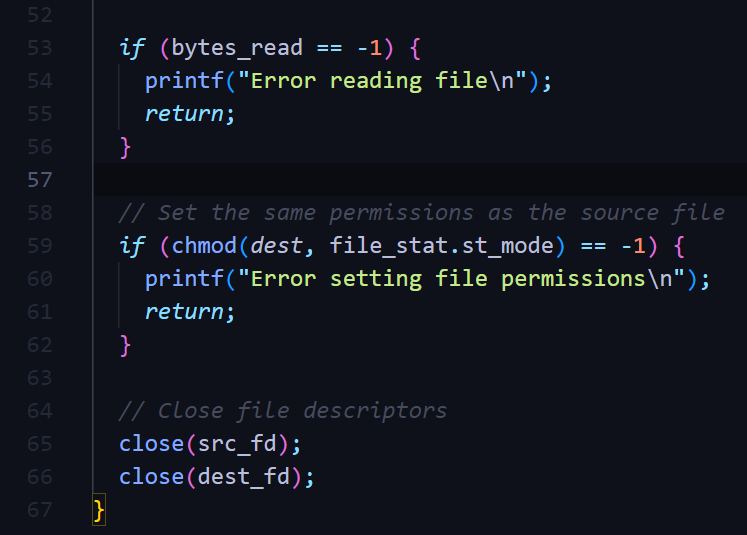 52
53 if (bytes_read == -1) {
54 printf("Error reading file\n");
55 return;
56 }
57
58 // Set the same permissions as the source file
59 if (chmod(dest, file_stat.st_mode) == -1) {
60 printf("Error setting file permissions\n");
61 return;
62 }
63
64 // Close file descriptors
65 close(src_fd);
66 close(dest_fd);
67 }